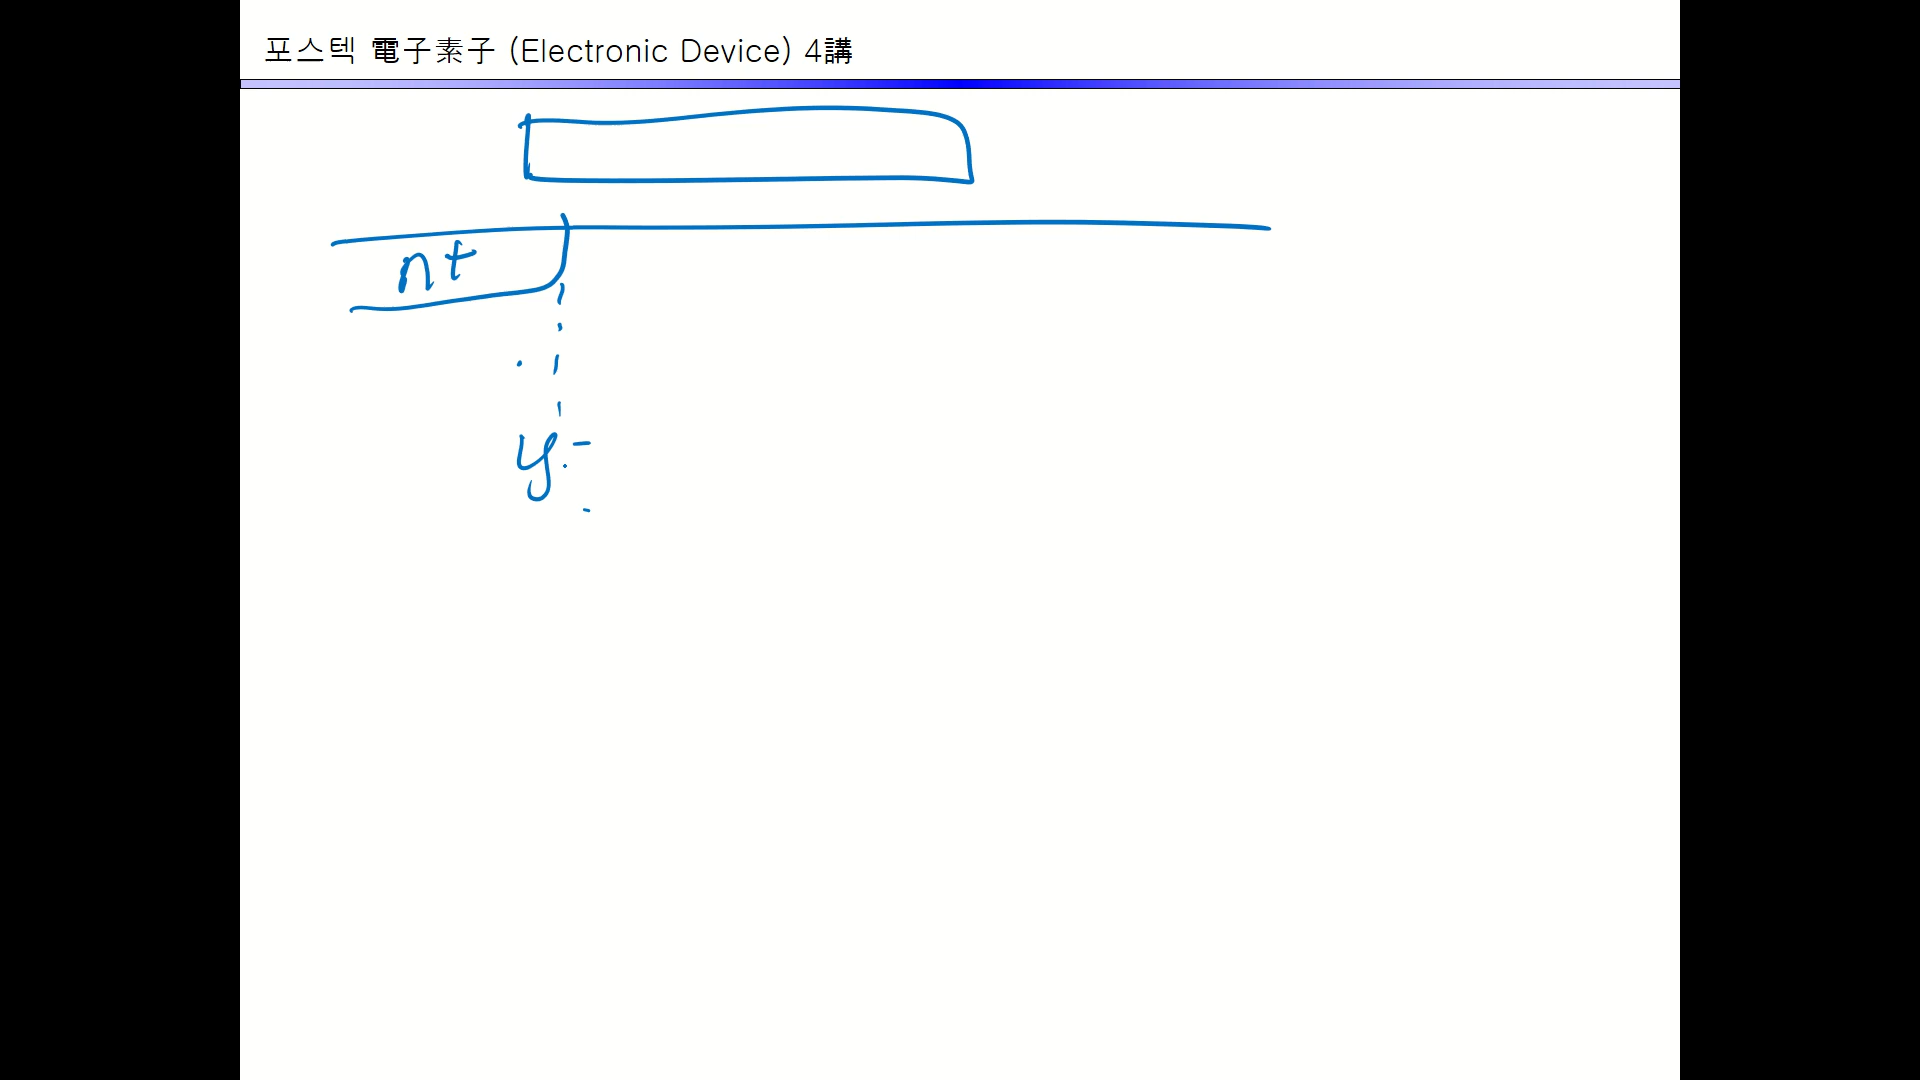 포스텍 電子素子 (Electronic Device) 4講
n+
y=